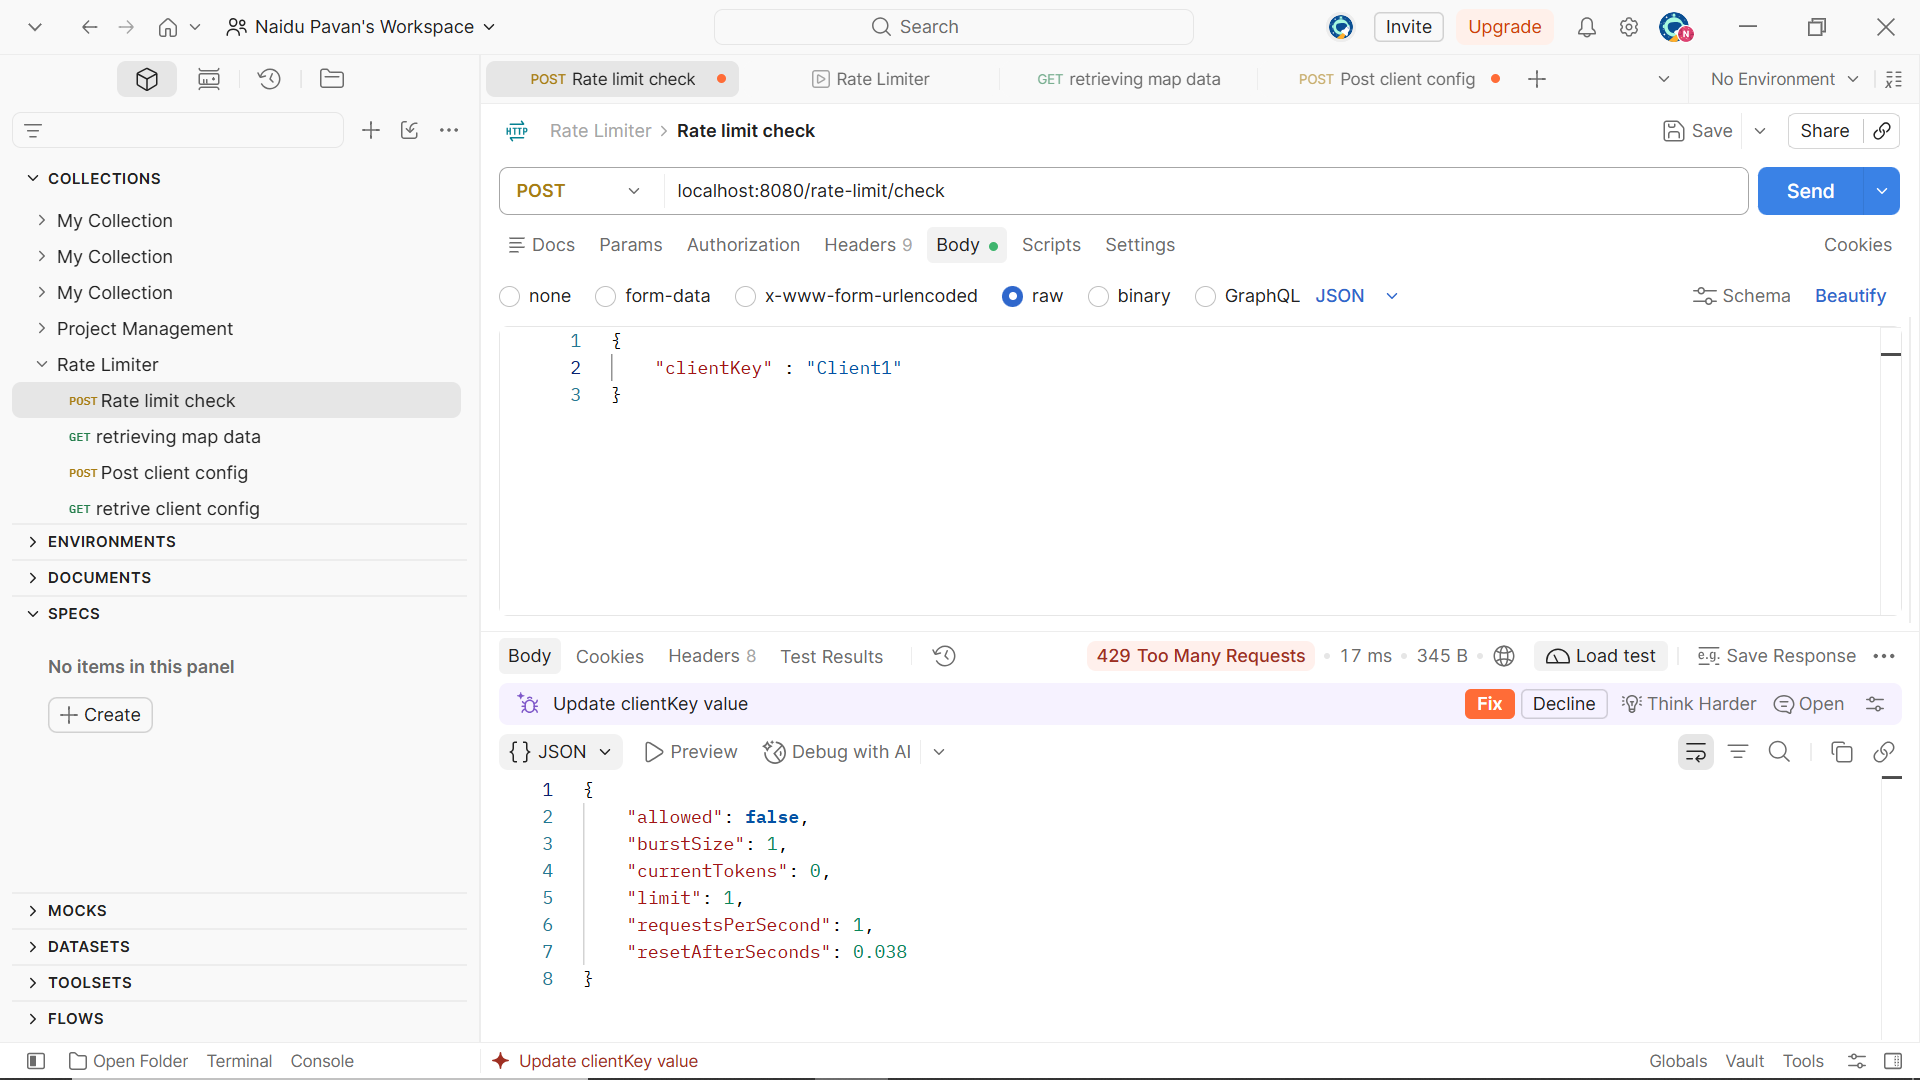 Naidu Pavan's Workspace
Search
Invite
Upgrade
N
POST Rate limit check
Rate Limiter
GET retrieving map data
POST Post client config
No Environment
HTTP
Rate Limiter > Rate limit check
Save
Share
POST
localhost:8080/rate-limit/check
Send
Docs
Params
Authorization
Headers 9
Body
Scripts
Settings
Cookies
none
form-data
x-www-form-urlencoded
raw
binary
GraphQL
JSON
Schema
Beautify
1 {
2 "clientKey" : "Client1"
3 }
COLLECTIONS
My Collection
My Collection
My Collection
Project Management
Rate Limiter
POST Rate limit check
GET retrieving map data
POST Post client config
GET retrive client config
ENVIRONMENTS
DOCUMENTS
SPECS
No items in this panel
Create
MOCKS
DATASETS
TOOLSETS
FLOWS
Body
Cookies
Headers 8
Test Results
429 Too Many Requests
17 ms
345 B
Load test
e.g. Save Response
Update clientKey value
Fix
Decline
Think Harder
Open
{} JSON
Preview
Debug with AI
1 {
2 "allowed": false,
3 "burstSize": 1,
4 "currentTokens": 0,
5 "limit": 1,
6 "requestsPerSecond": 1,
7 "resetAfterSeconds": 0.038
8 }
Open Folder
Terminal
Console
Update clientKey value
Globals
Vault
Tools